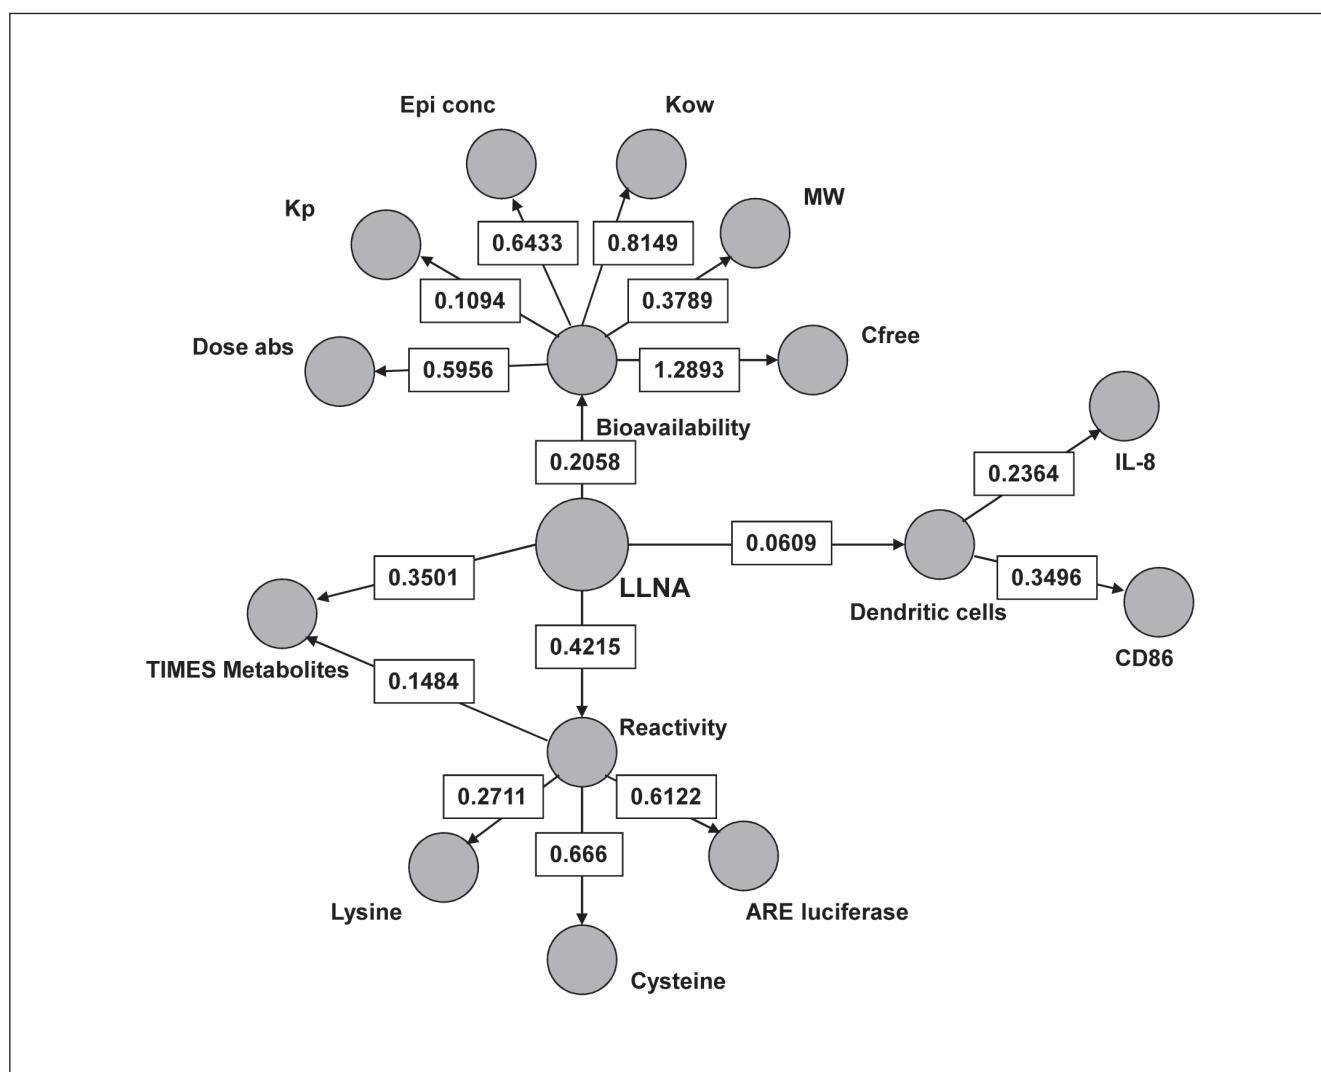 Epi conc
Kow
Kp
MW
0.6433
0.8149
0.1094
0.3789
Dose abs
Cfree
0.5956
1.2893
Bioavailability
0.2058
IL-8
0.2364
0.0609
0.3501
LLNA
0.3496
Dendritic cells
0.4215
CD86
TIMES Metabolites
0.1484
Reactivity
0.2711
0.6122
0.666
Lysine
ARE luciferase
Cysteine